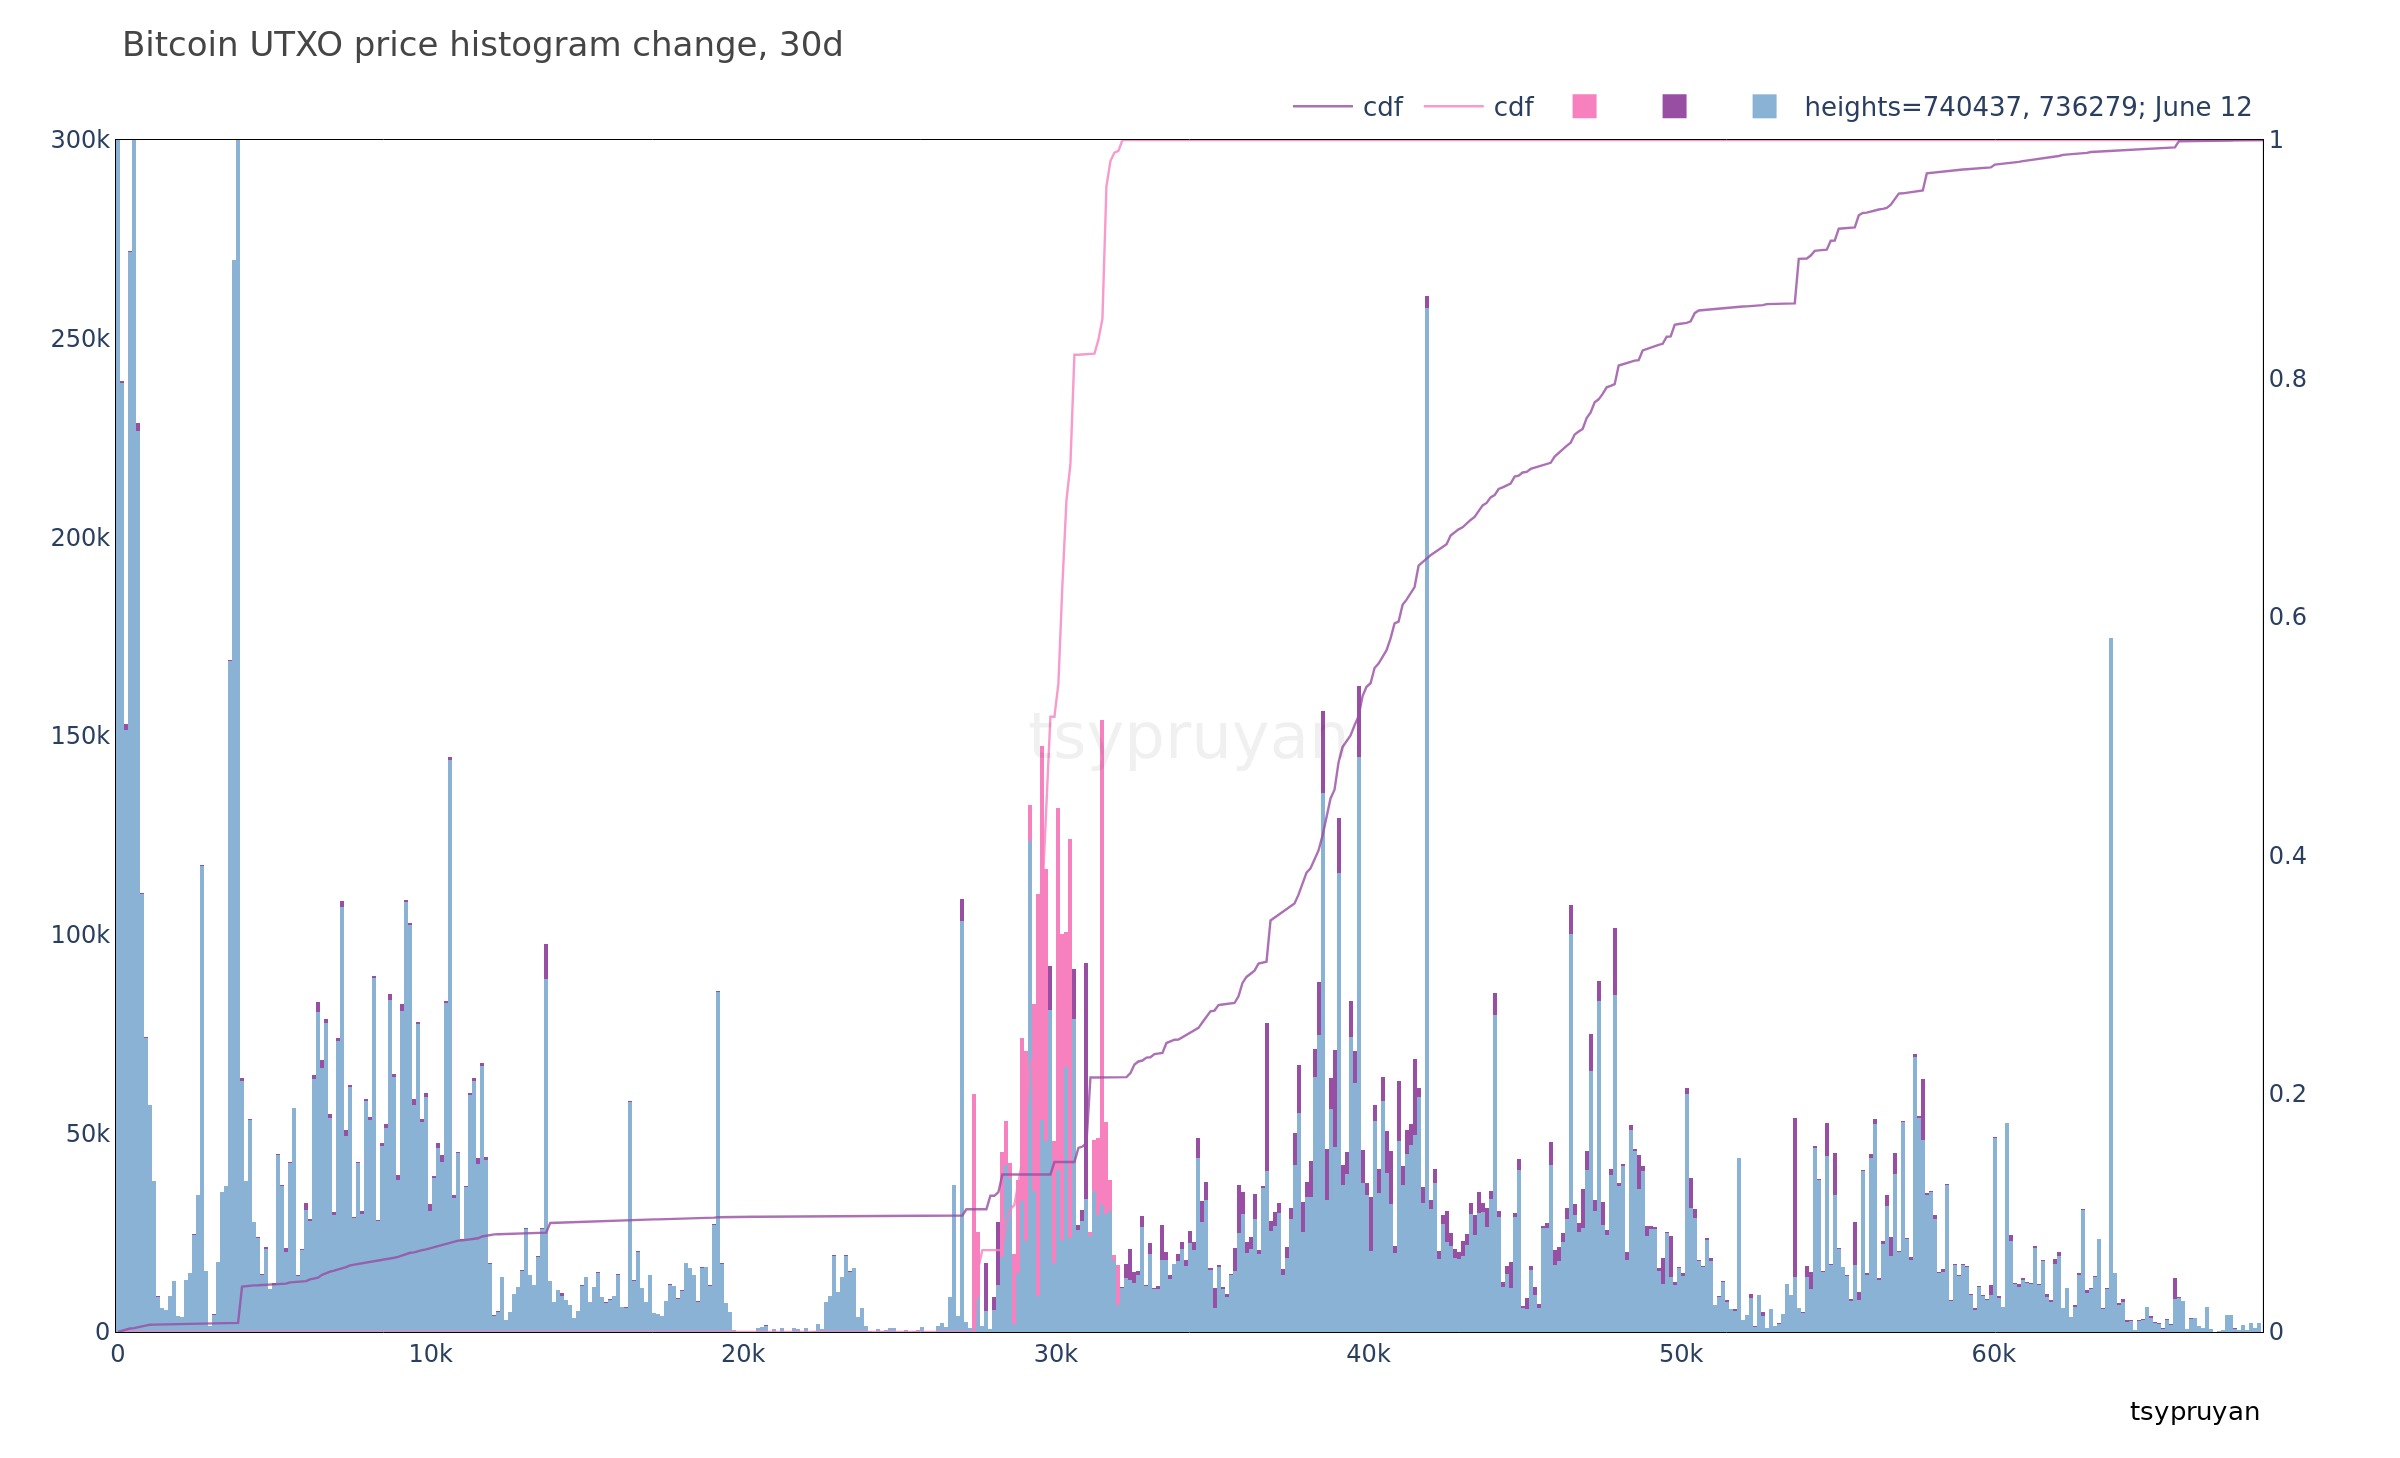 Bitcoin UTXO price histogram change, 30d
cdf cdf heights=740437, 736279; June 12
300k 1
250k
0.8
200k
0.6
150k
tsypruyan
0.4
100k
0.2
50k
0 0
0 10k 20k 30k 40k 50k 60k
tsypruyan